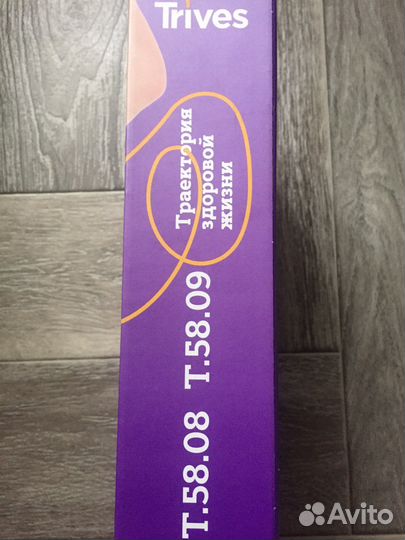 Trives
Траектория
здоровой
жизни
Т.58.08 Т.58.09
Avito